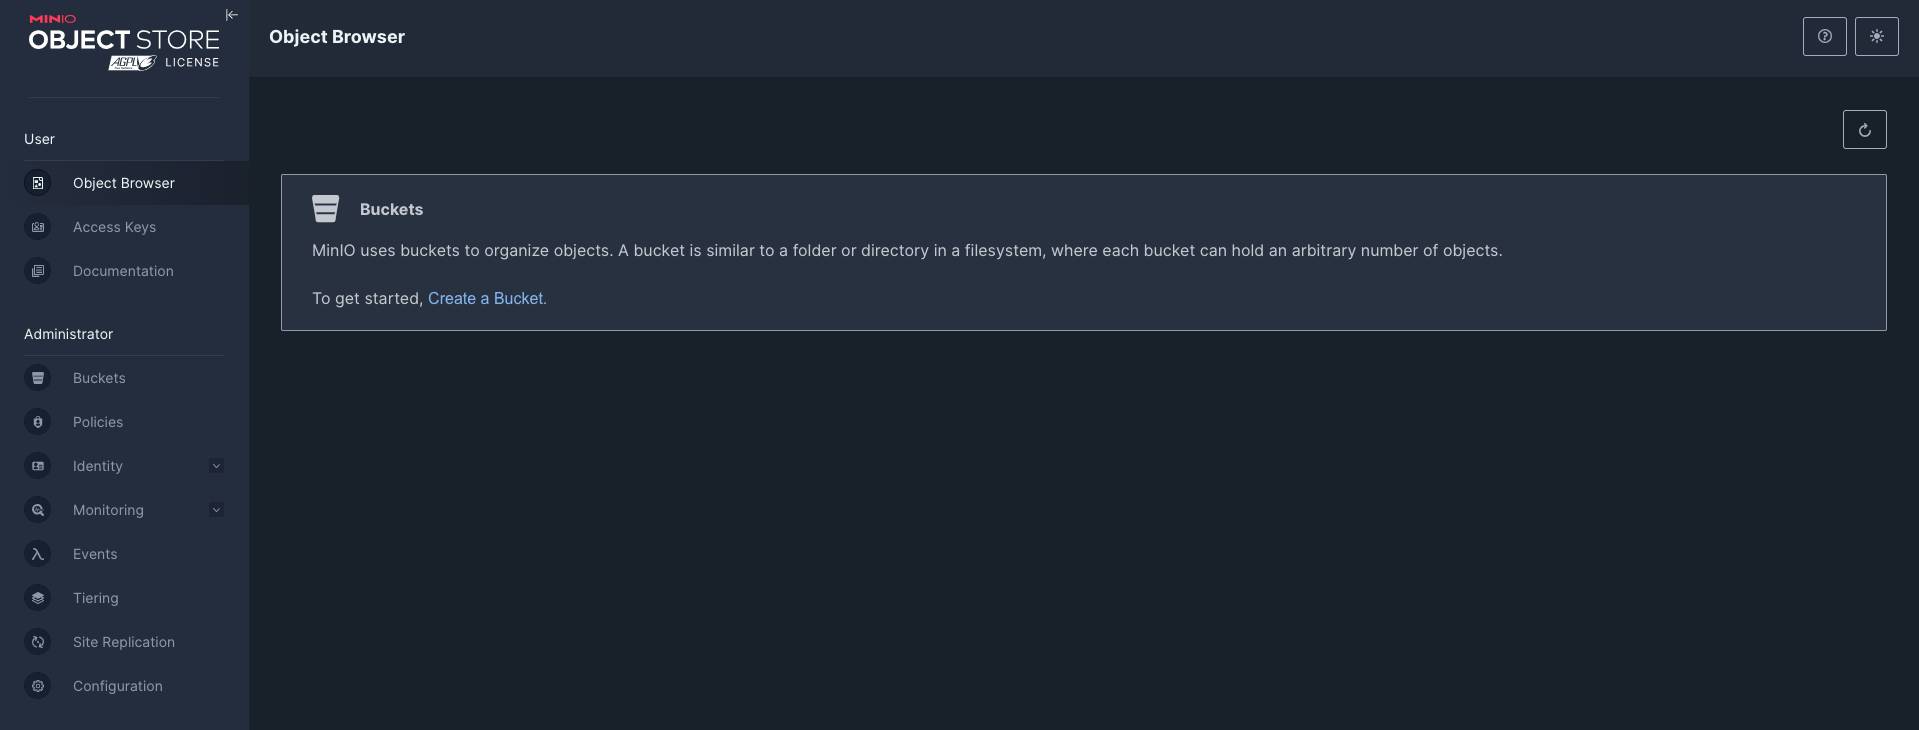 MINIO
OBJECT STORE
AGPL LICENSE
User
Object Browser
Access Keys
Documentation
Administrator
Buckets
Policies
Identity
Monitoring
Events
Tiering
Site Replication
Configuration
Object Browser
Buckets
MinIO uses buckets to organize objects. A bucket is similar to a folder or directory in a filesystem, where each bucket can hold an arbitrary number of objects.
To get started, Create a Bucket.